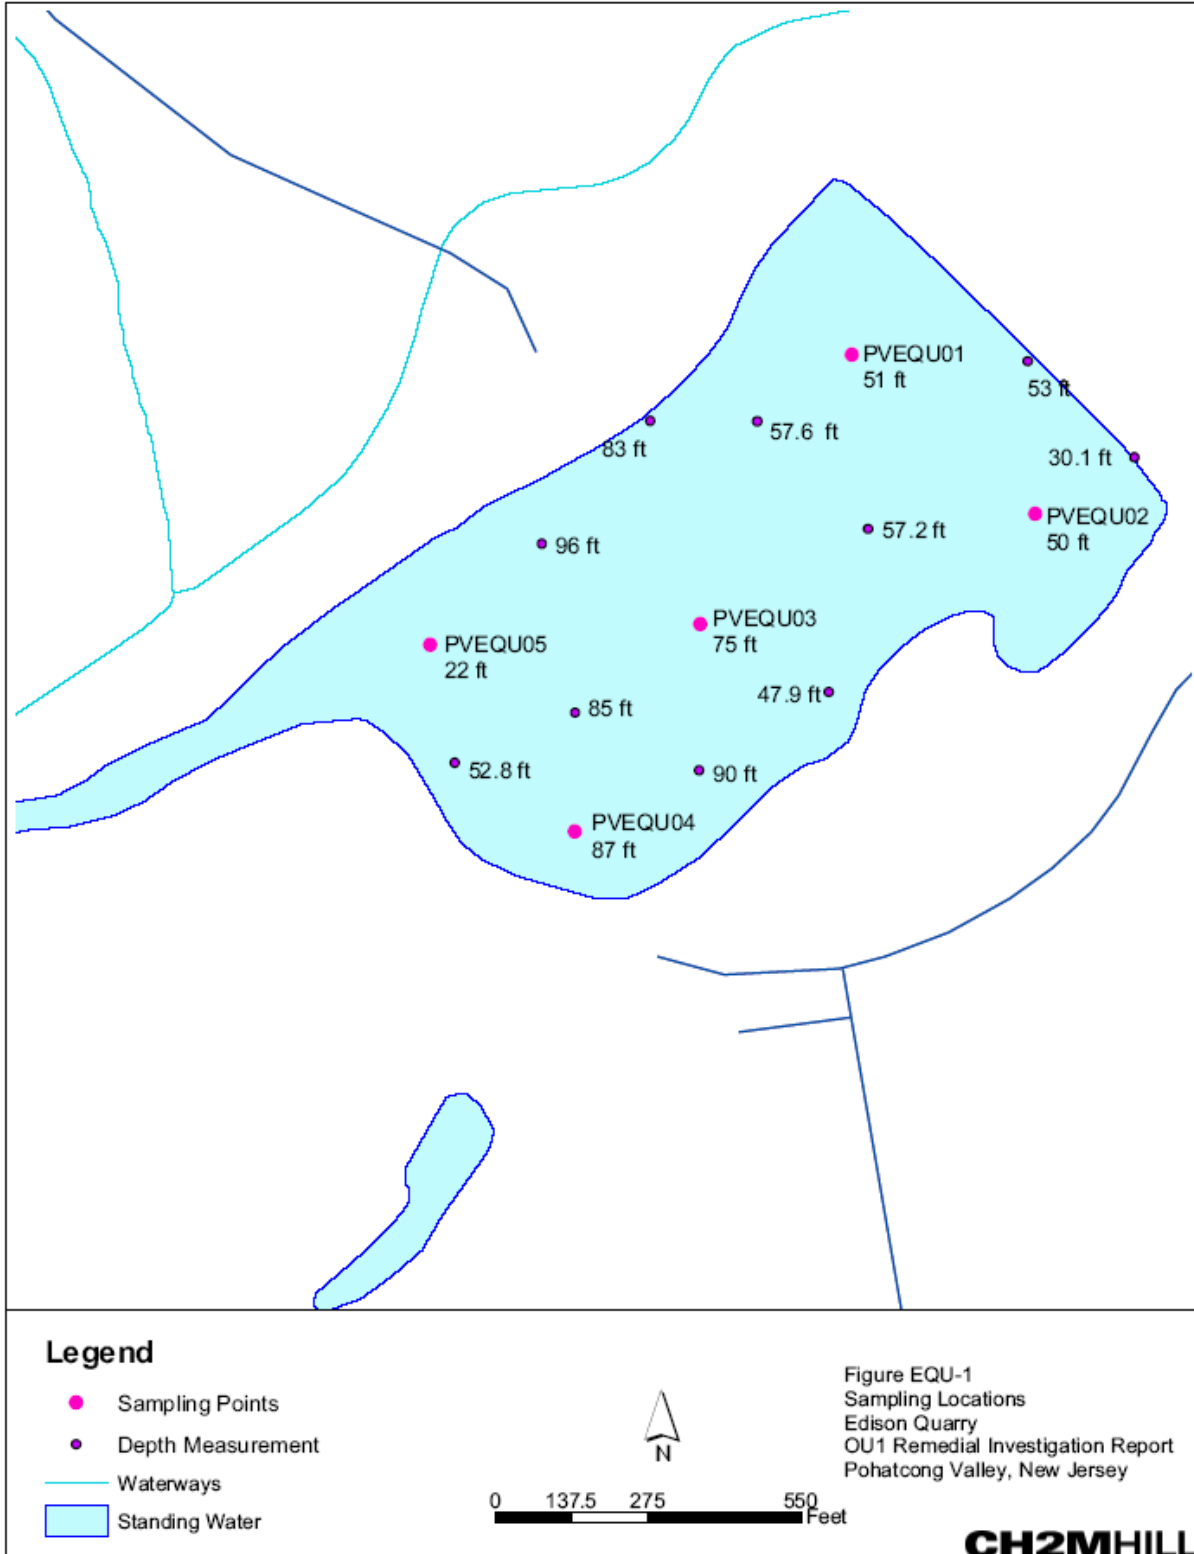 PVEQU01
51 ft
53 ft
83 ft
57.6 ft
30.1 ft
PVEQU02
50 ft
57.2 ft
96 ft
PVEQU03
75 ft
PVEQU05
22 ft
47.9 ft
85 ft
52.8 ft
90 ft
PVEQU04
87 ft
Legend
Sampling Points
Depth Measurement
Waterways
Standing Water
N
0 137.5 275 550
Feet
Figure EQU-1
Sampling Locations
Edison Quarry
OU1 Remedial Investigation Report
Pohatcong Valley, New Jersey
CH2MHILL